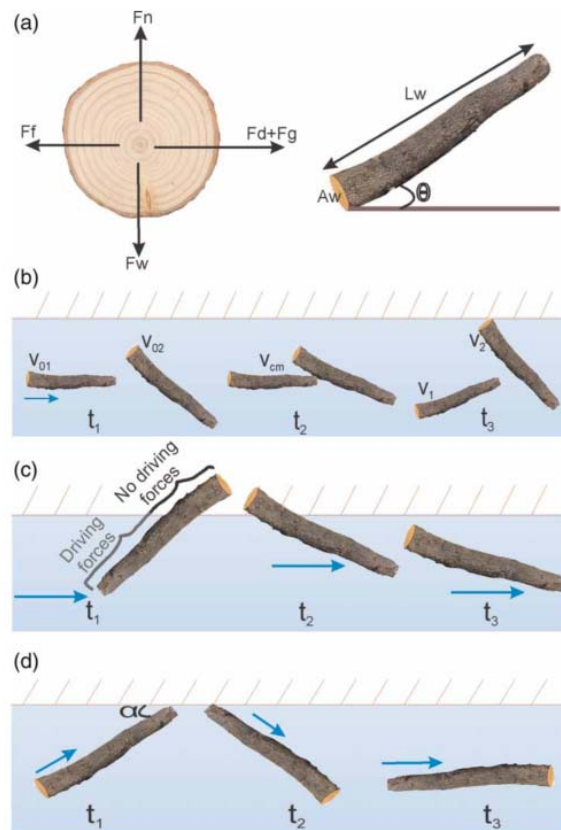 (a)
Fn
Ff
Fd+Fg
Fw
Lw
Aw
Θ
(b)
V01
V02
Vcm
V1
V2
t1
t2
t3
(c)
No driving
forces
Driving
forces
t1
t2
t3
(d)
α
t1
t2
t3